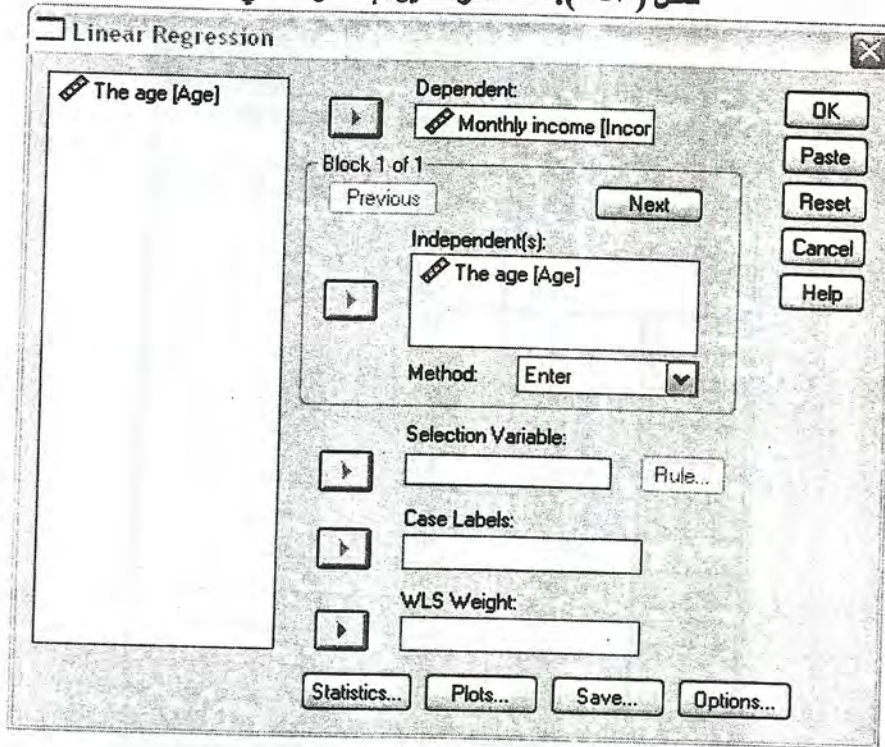 Linear Regression
The age [Age]
Dependent:
Monthly income [Incor
Block 1 of 1
Previous
Next
Independent(s):
The age [Age]
Method:
Enter
Selection Variable:
Rule...
Case Labels:
WLS Weight:
Statistics...
Plots...
Save...
Options...
OK
Paste
Reset
Cancel
Help